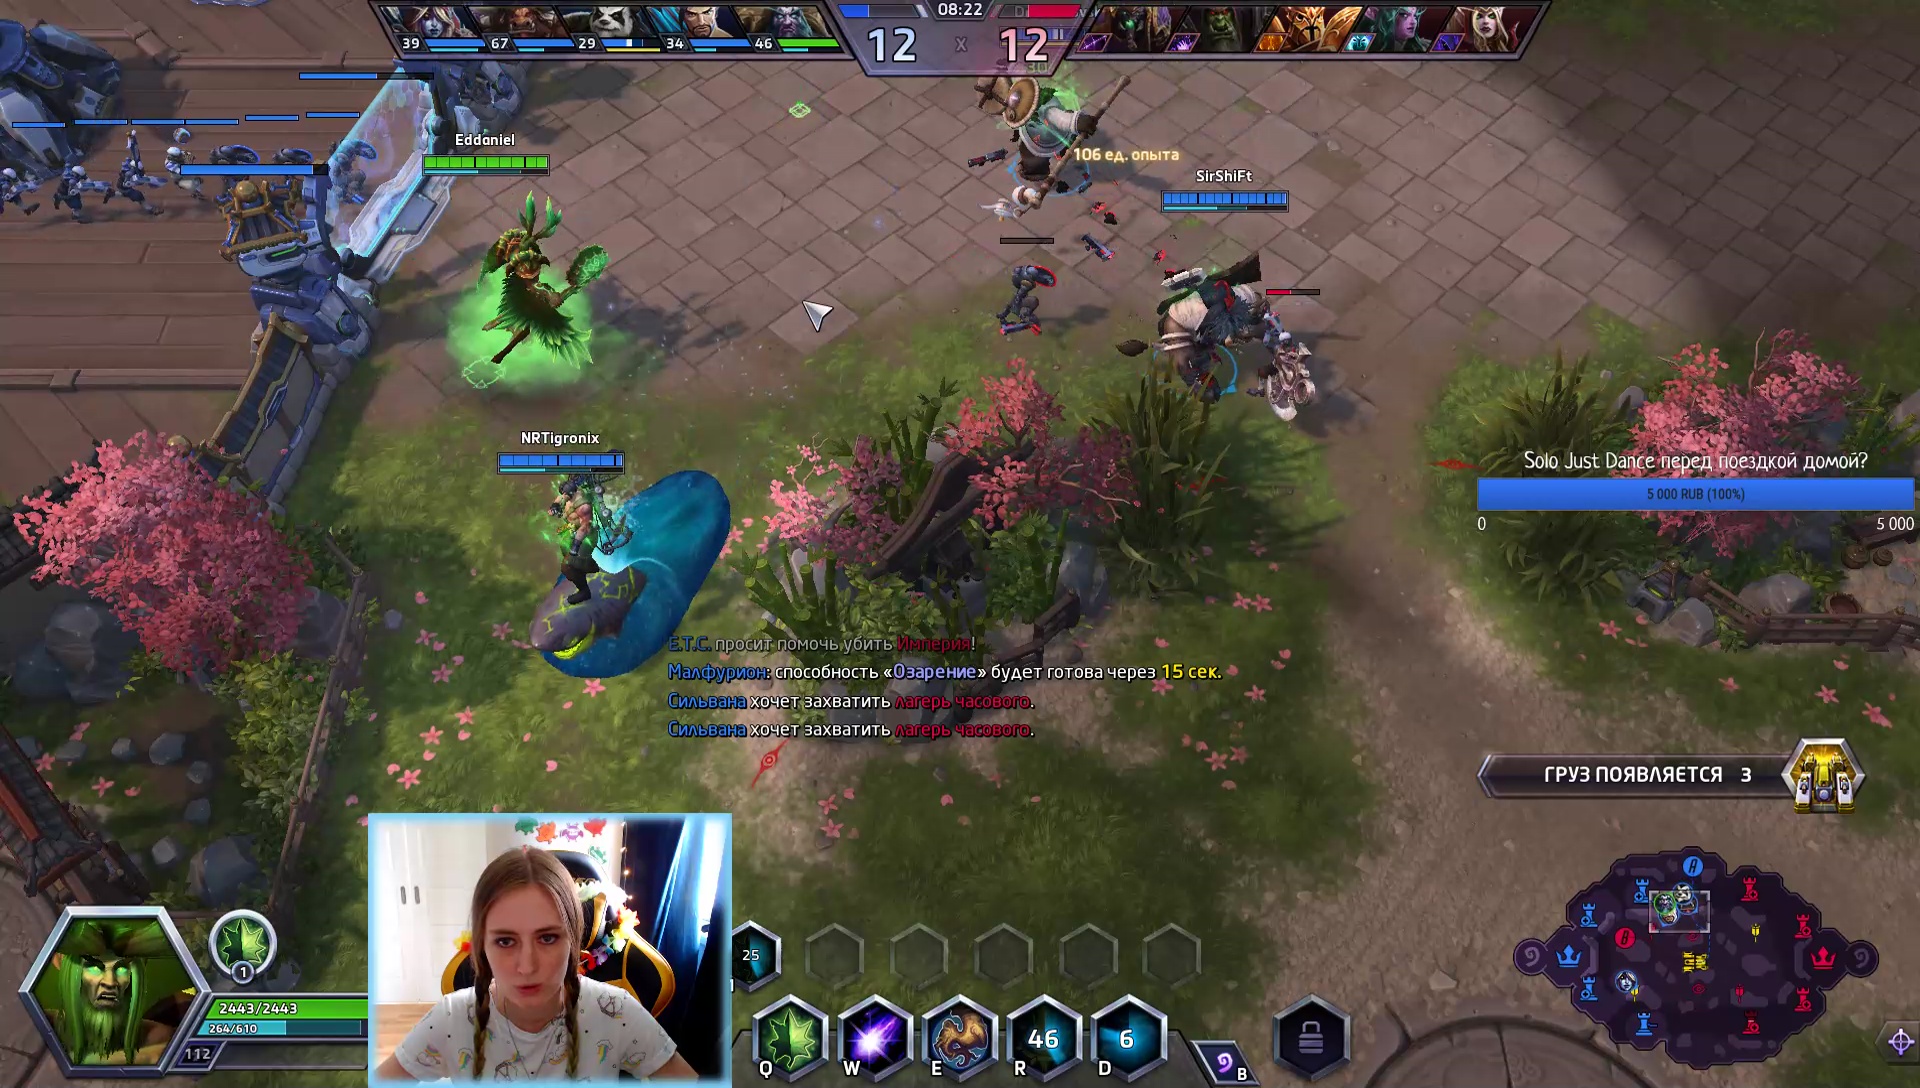 39
67
29
34
46
08:22
12 X 12
Eddaniel
106 ед. опыта
SirShiFt
NRTigronix
Solo Just Dance перед поездкой домой?
5 000 RUB (100%)
0
5 000
E.T.C. просит помочь убить Империя!
Малфурион: способность «Озарение» будет готова через 15 сек.
Сильвана хочет захватить лагерь часового.
Сильвана хочет захватить лагерь часового.
ГРУЗ ПОЯВЛЯЕТСЯ 3
1
2443/2443
264/610
112
25
46
6
Q
W
E
R
D
B